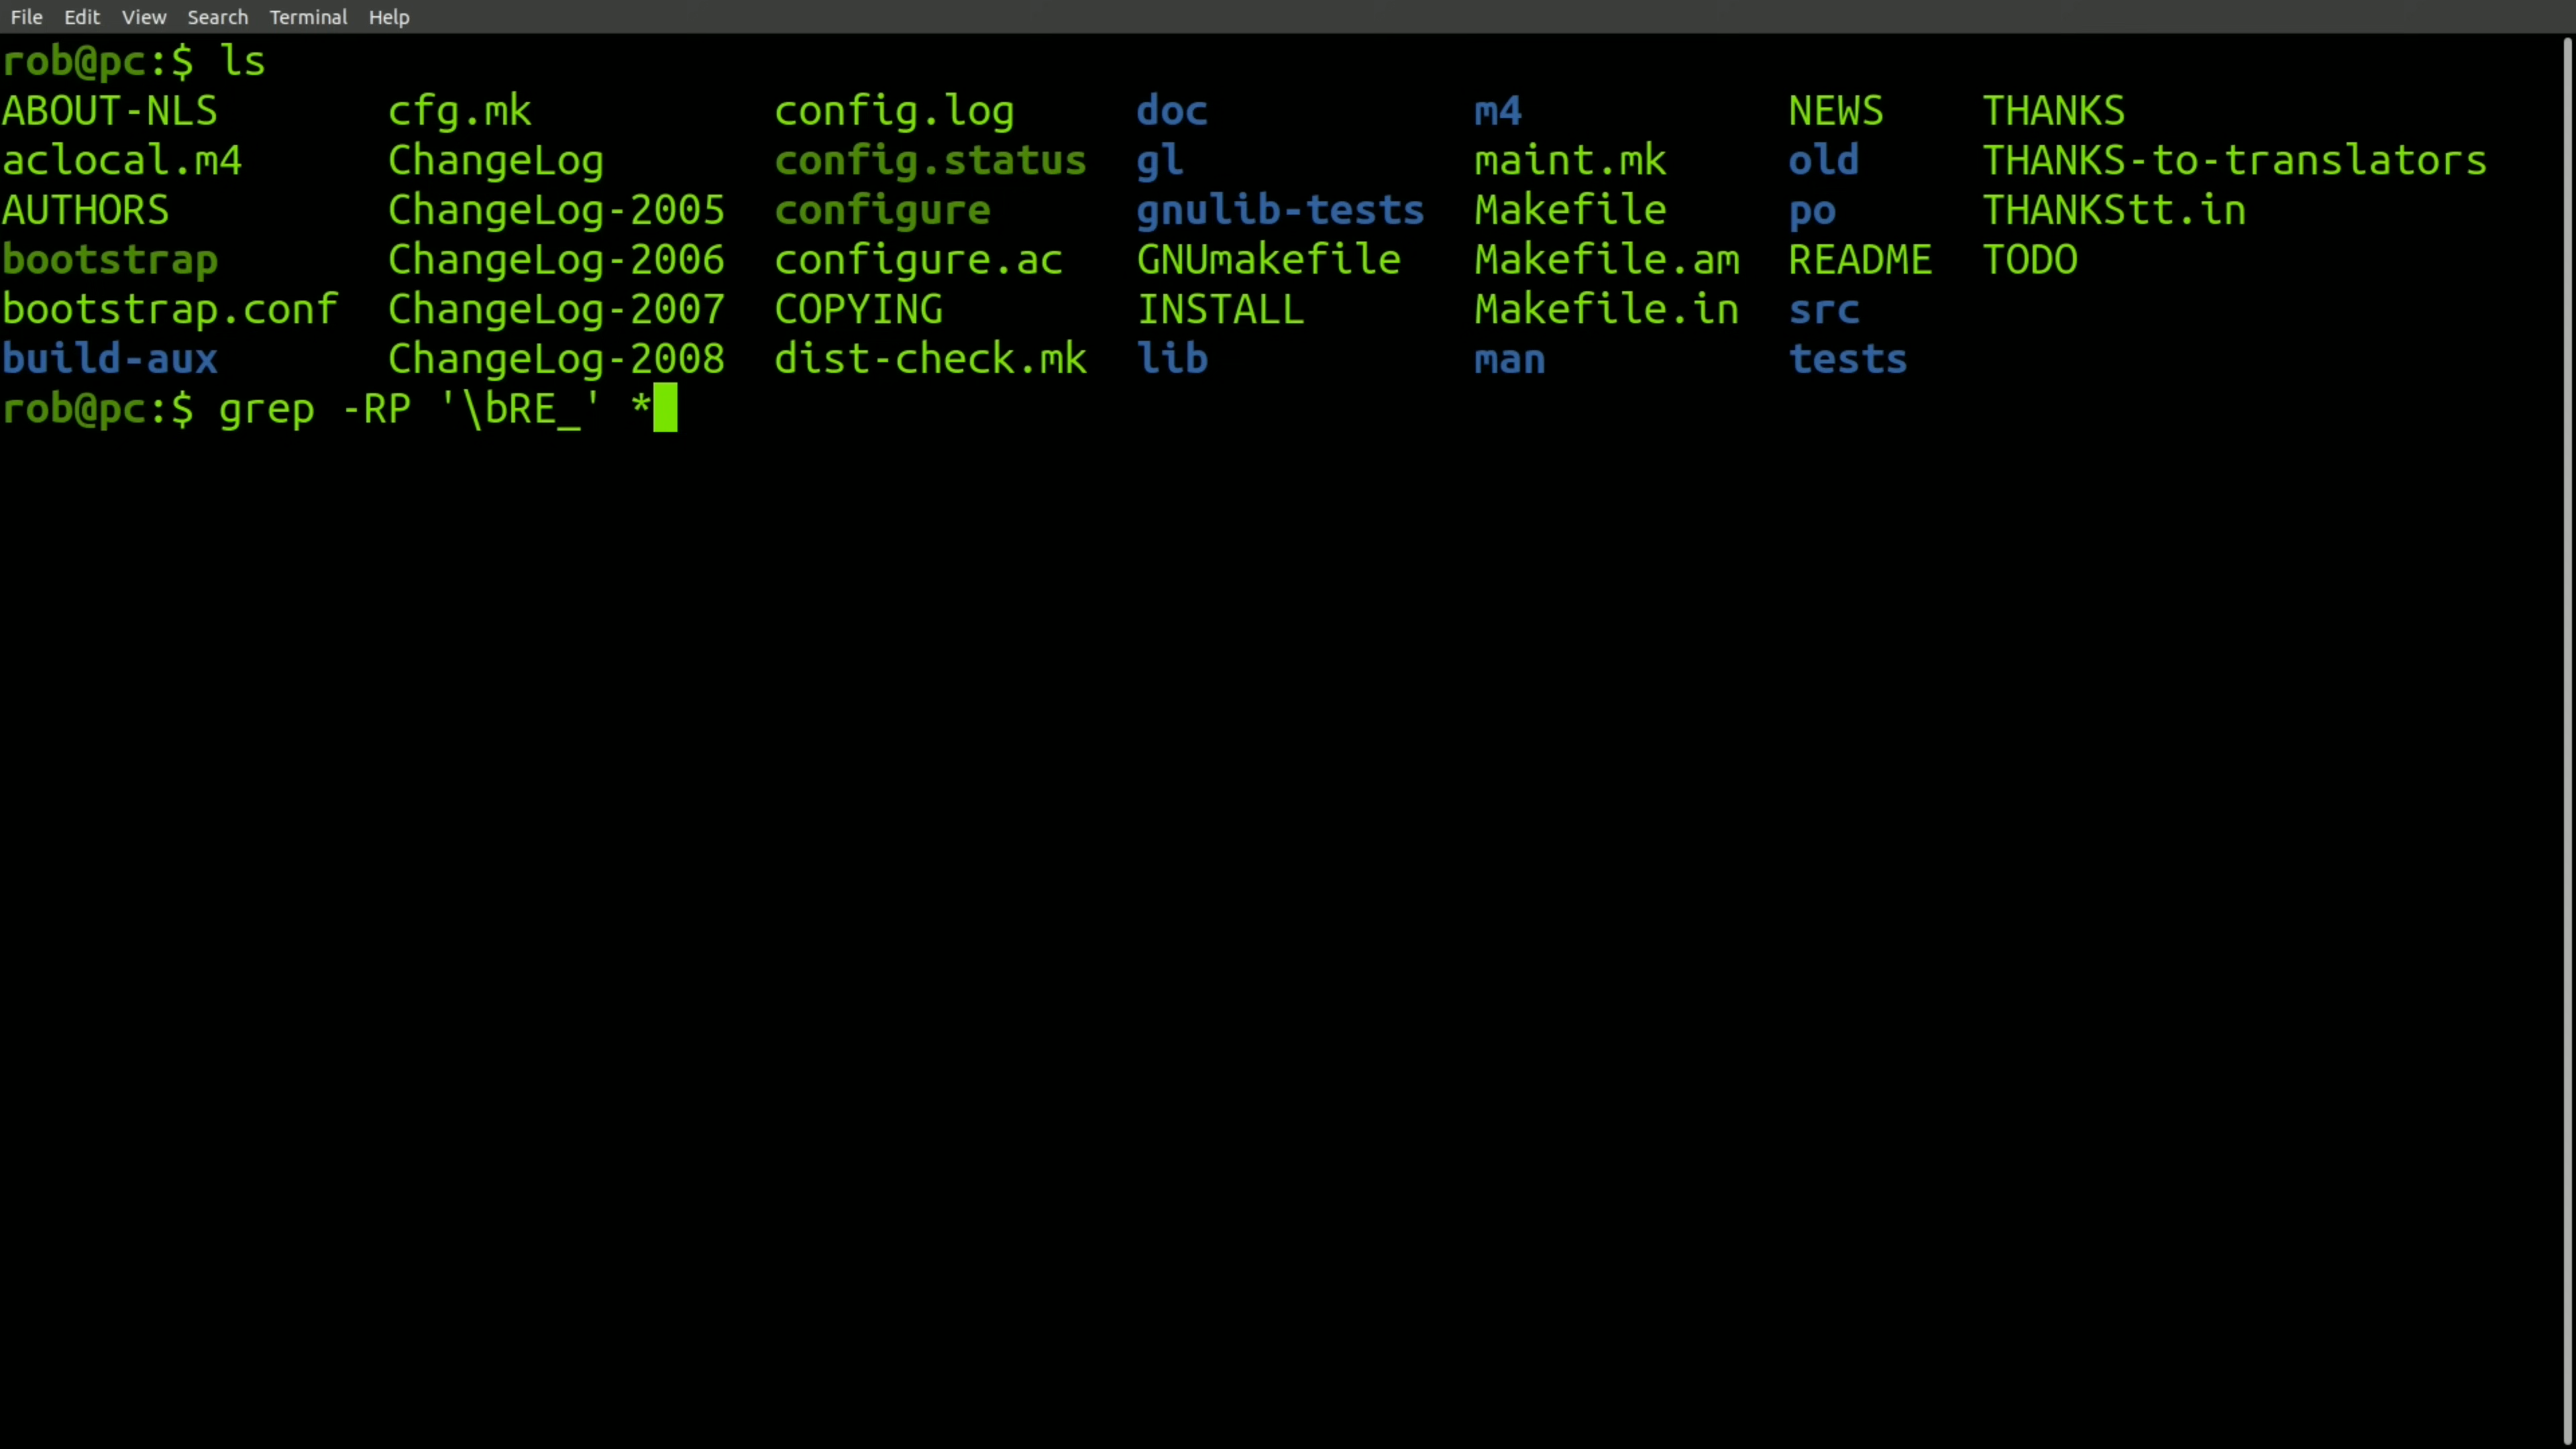 File Edit View Search Terminal Help
rob@pc:$ ls
ABOUT-NLS cfg.mk config.log doc m4 NEWS THANKS
aclocal.m4 ChangeLog config.status gl maint.mk old THANKS-to-translators
AUTHORS ChangeLog-2005 configure gnulib-tests Makefile po THANKStt.in
bootstrap ChangeLog-2006 configure.ac GNUmakefile Makefile.am README TODO
bootstrap.conf ChangeLog-2007 COPYING INSTALL Makefile.in src
build-aux ChangeLog-2008 dist-check.mk lib man tests
rob@pc:$ grep -RP '\bRE_' *